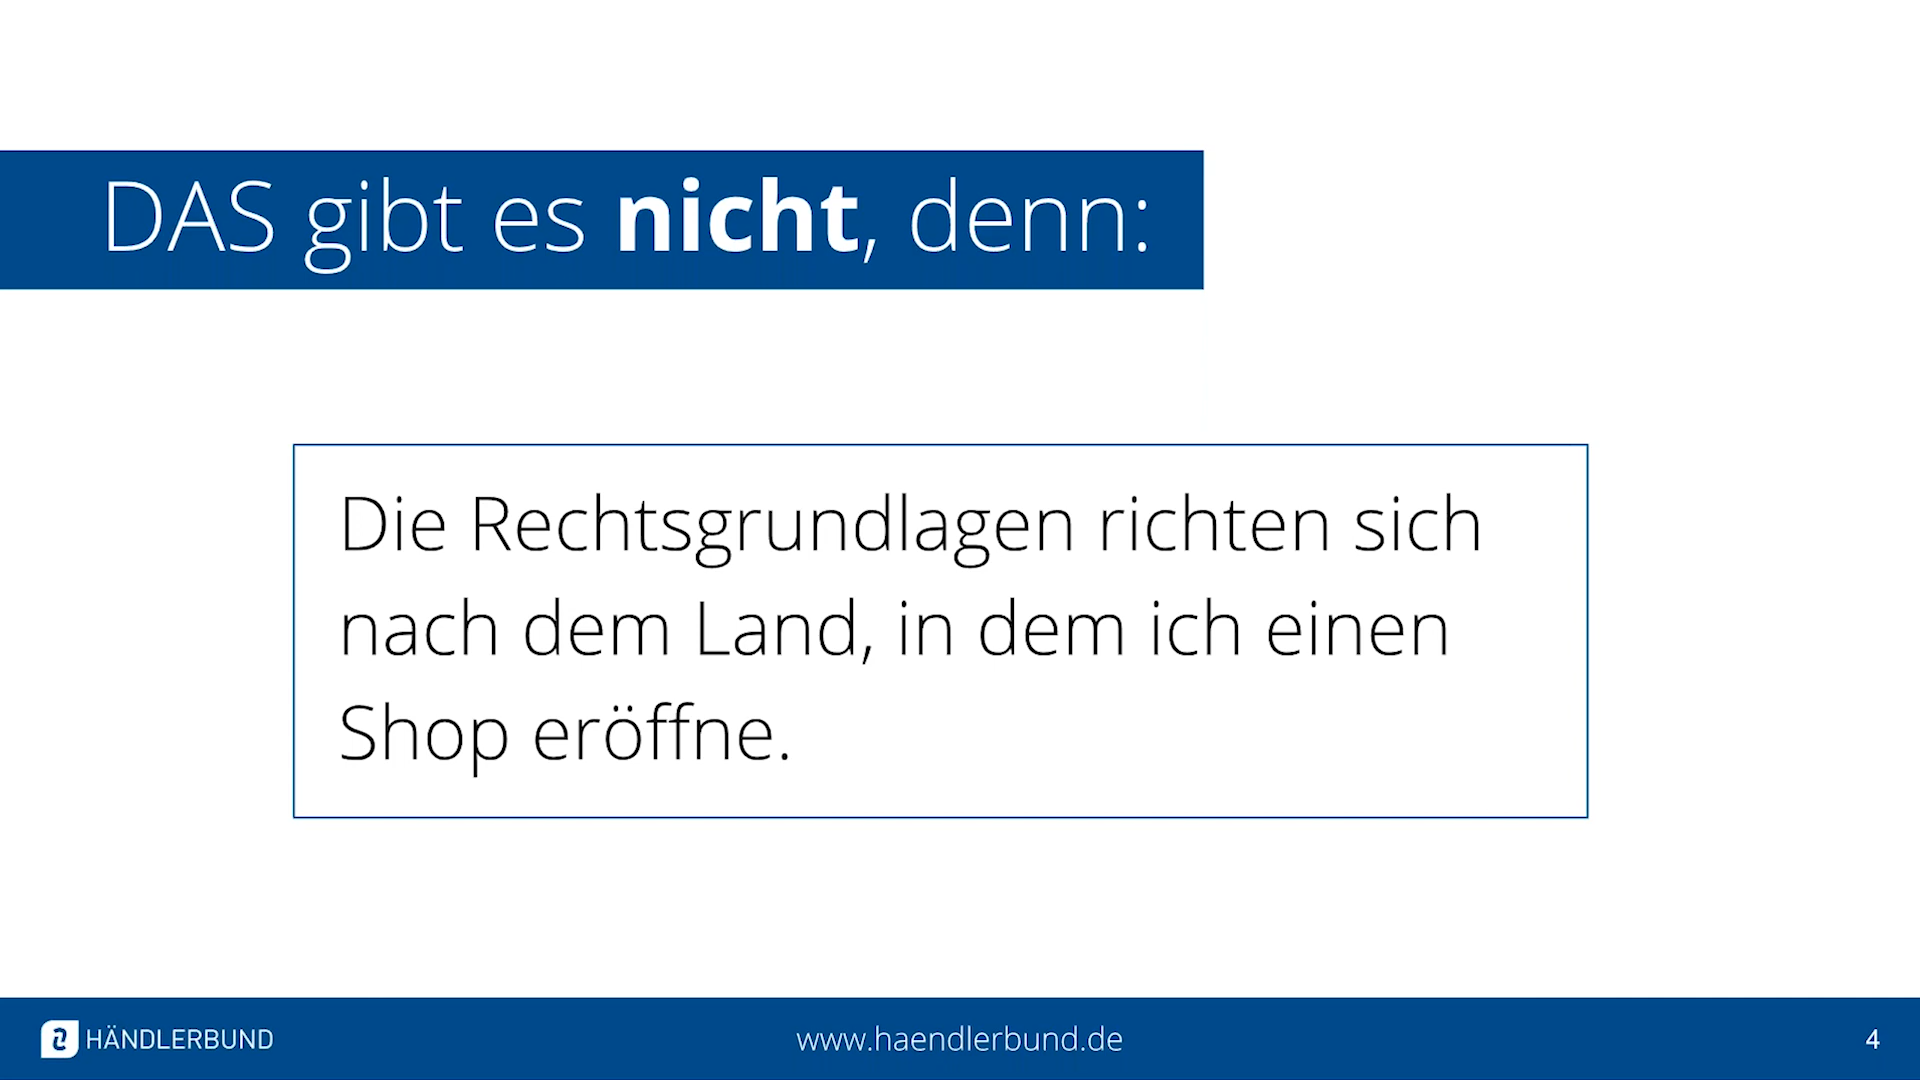 DAS gibt es nicht, denn:
Die Rechtsgrundlagen richten sich
nach dem Land, in dem ich einen
Shop eröffne.
HÄNDLERBUND
www.haendlerbund.de
4